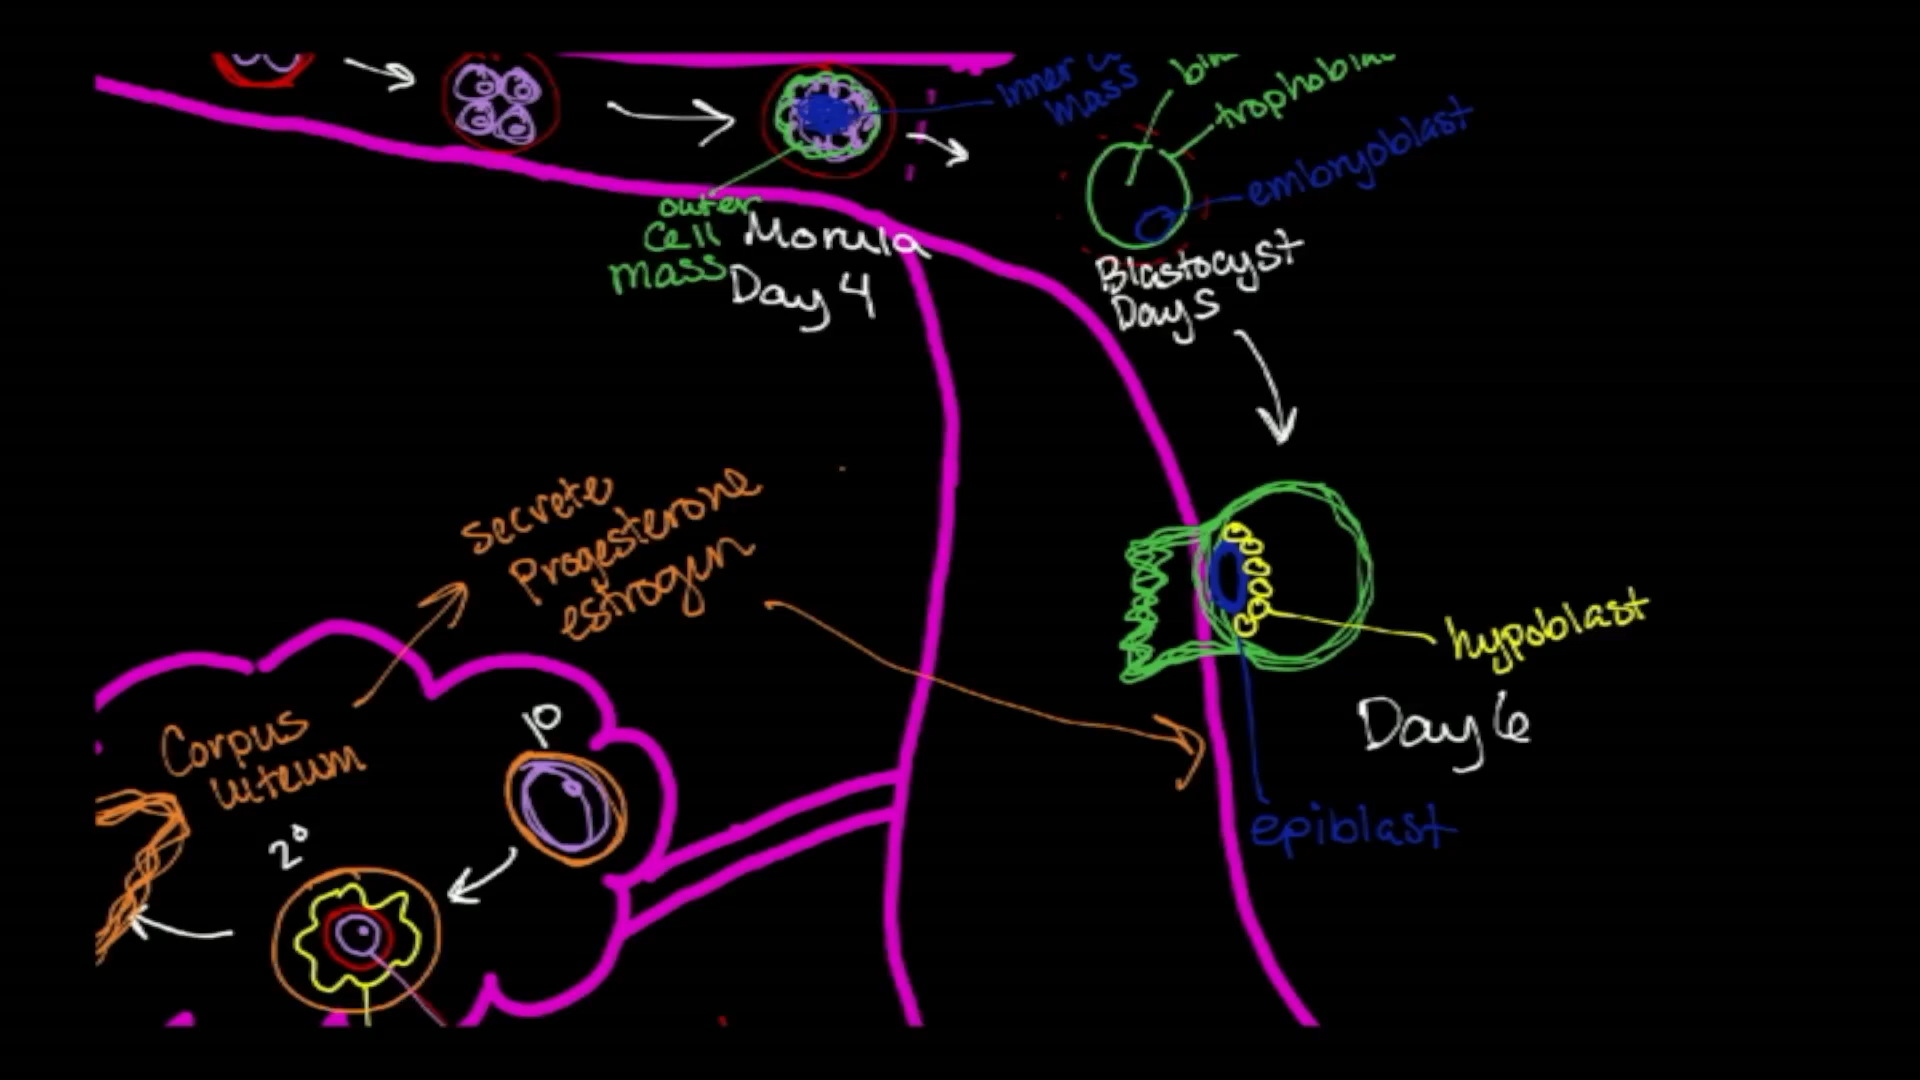 inner
mass
trophoblast
embryoblast
outer
cell
mass
Morula
Day 4
Blastocyst
Day 5
secrete
Progesterone
estrogen
hypoblast
Day 6
epiblast
Corpus
luteum
1°
2°